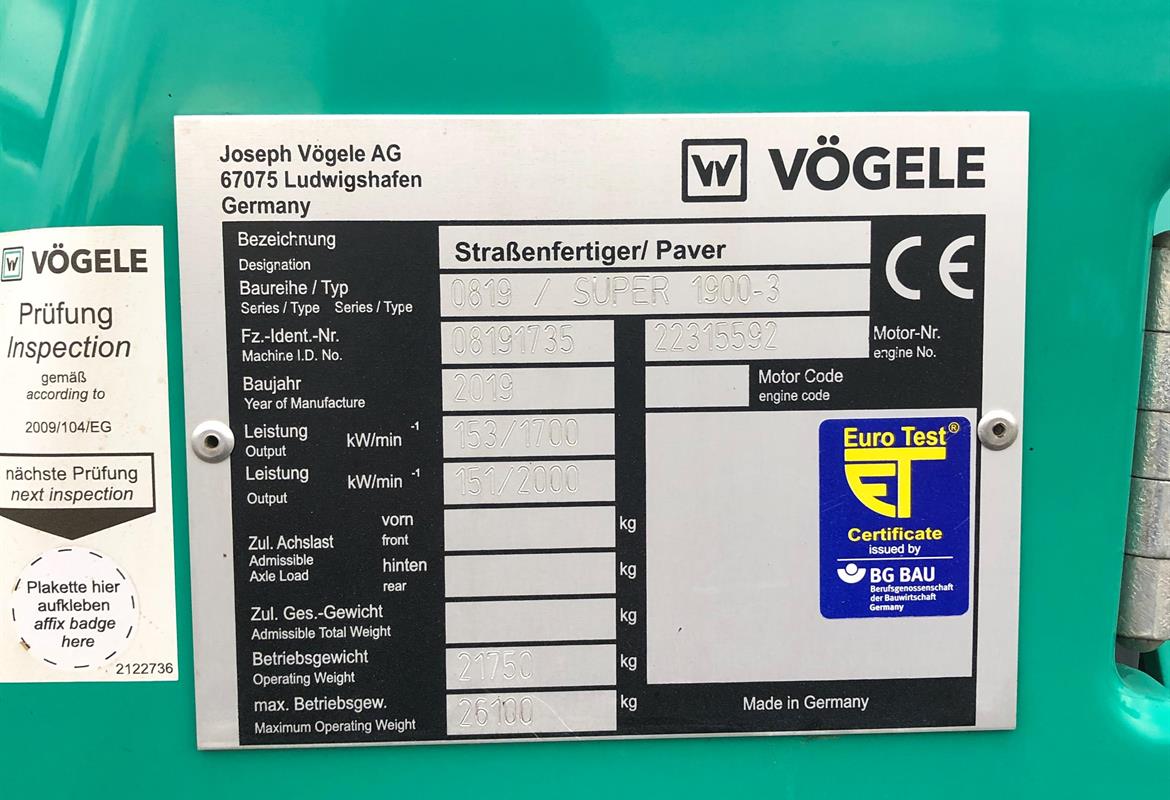 Joseph Vögele AG
67075 Ludwigshafen
Germany
W VÖGELE
Bezeichnung
Designation
Straßenfertiger/ Paver
CE
Baureihe / Typ
Series / Type Series / Type
0819 / SUPER 1900-3
Fz.-Ident.-Nr.
Machine I.D. No.
08191735
22315592
Motor-Nr.
engine No.
Baujahr
Year of Manufacture
2019
Motor Code
engine code
Leistung
Output
kW/min -1
153/1700
Leistung
Output
kW/min -1
151/2000
Zul. Achslast
Admissible
Axle Load
vorn
front
kg
hinten
rear
kg
Zul. Ges.-Gewicht
Admissible Total Weight
kg
Betriebsgewicht
Operating Weight
21750
kg
max. Betriebsgew.
Maximum Operating Weight
26100
kg
Euro Test®
ET
Certificate
issued by
BG BAU
Berufsgenossenschaft
der Bauwirtschaft
Germany
Made in Germany
W VÖGELE
Prüfung
Inspection
gemäß
according to
2009/104/EG
nächste Prüfung
next inspection
Plakette hier
aufkleben
affix badge
here
2122736